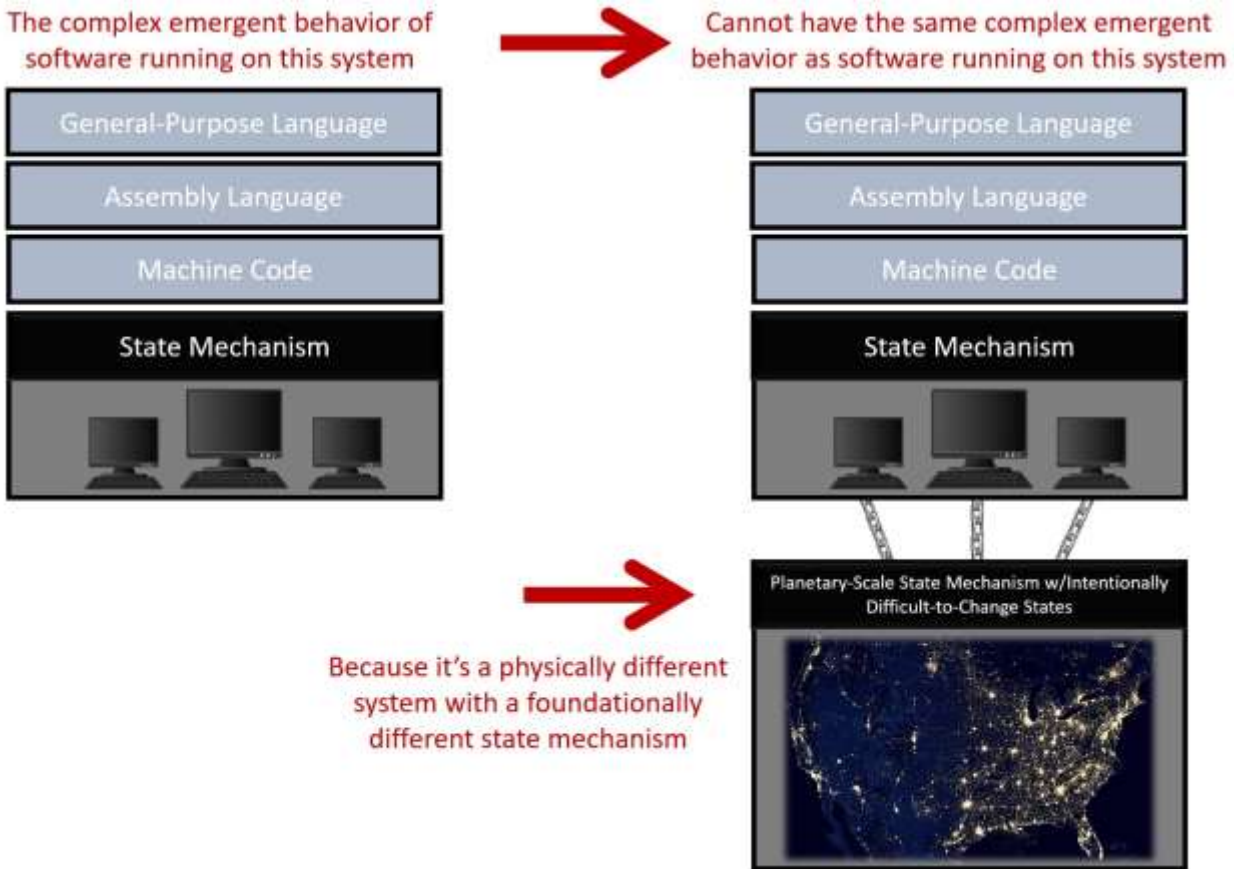 The complex emergent behavior of
software running on this system
Cannot have the same complex emergent
behavior as software running on this system
General-Purpose Language
Assembly Language
Machine Code
State Mechanism
General-Purpose Language
Assembly Language
Machine Code
State Mechanism
Because it's a physically different
system with a foundationally
different state mechanism
Planetary-Scale State Mechanism w/Intentionally
Difficult-to-Change States